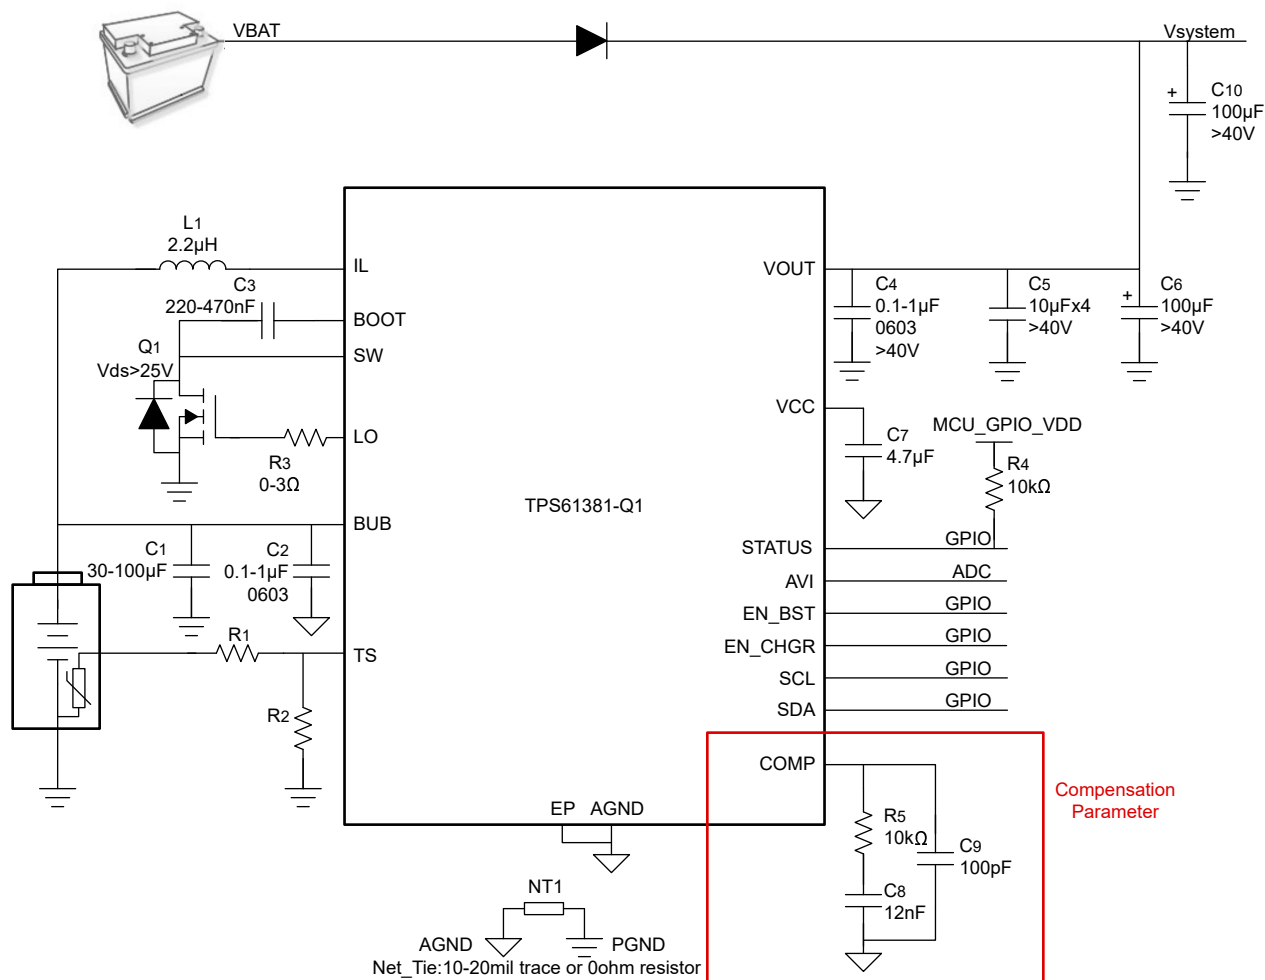 VBAT
Vsystem
+
C10
100µF
>40V
L1
2.2µH
IL
C3
220-470nF
BOOT
SW
Q1
Vds>25V
LO
R3
0-3Ω
BUB
C1
30-100µF
C2
0.1-1µF
0603
R1
TS
R2
TPS61381-Q1
VOUT
C4
0.1-1µF
0603
>40V
C5
10µFx4
>40V
+
C6
100µF
>40V
VCC
C7
4.7µF
MCU_GPIO_VDD
R4
10kΩ
STATUS
GPIO
AVI
ADC
EN_BST
GPIO
EN_CHGR
GPIO
SCL
GPIO
SDA
GPIO
COMP
R5
10kΩ
C9
100pF
C8
12nF
Compensation
Parameter
EP AGND
NT1
AGND
PGND
Net_Tie:10-20mil trace or 0ohm resistor